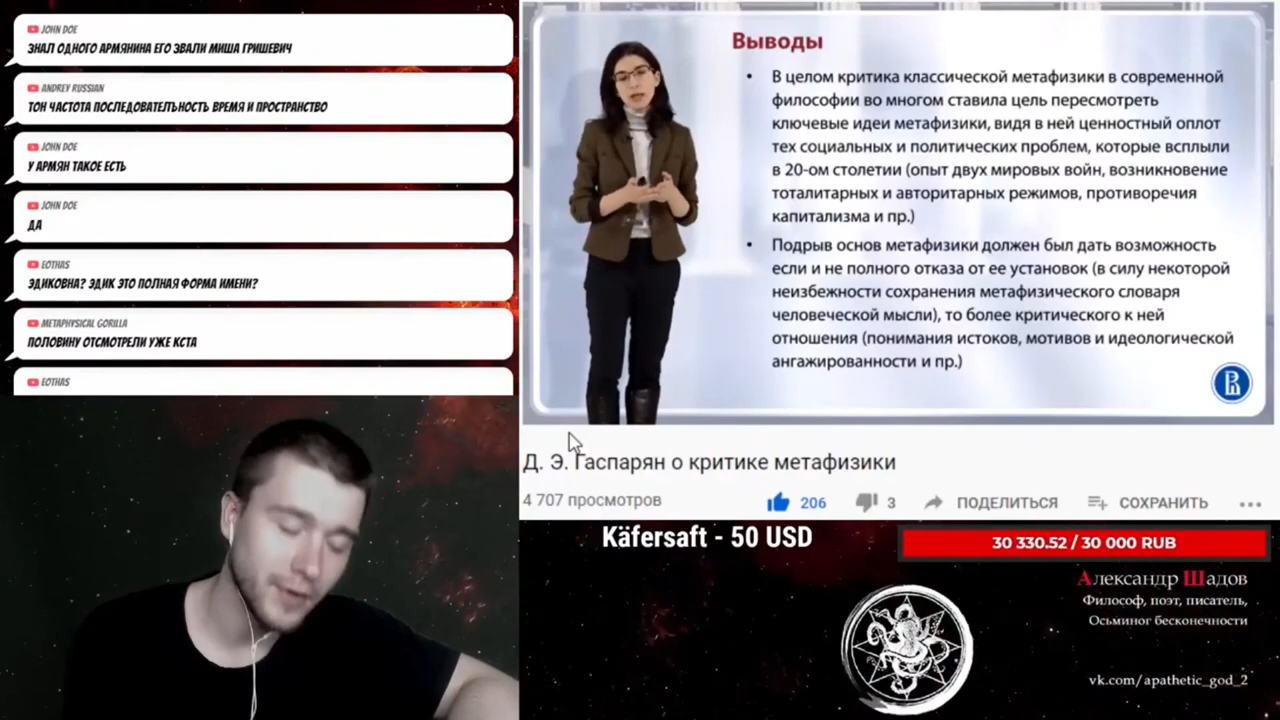 JOHN DOE
ЗНАЛ ОДНОГО АРМЯНИНА ЕГО ЗВАЛИ МИША ГРИШЕВИЧ
ANDREY RUSSIAN
ТОН ЧАСТОТА ПОСЛЕДОВАТЕЛЬНОСТЬ ВРЕМЯ И ПРОСТРАНСТВО
JOHN DOE
У АРМЯН ТАКОЕ ЕСТЬ
JOHN DOE
ДА
EOTHAS
ЭДИКОВНА? ЭДИК ЭТО ПОЛНАЯ ФОРМА ИМЕНИ?
METAPHYSICAL GORILLA
ПОЛОВИНУ ОТСМОТРЕЛИ УЖЕ КСТА
EOTHAS
Выводы
• В целом критика классической метафизики в современной
философии во многом ставила цель пересмотреть
ключевые идеи метафизики, видя в ней ценностный оплот
тех социальных и политических проблем, которые всплыли
в 20-ом столетии (опыт двух мировых войн, возникновение
тоталитарных и авторитарных режимов, противоречия
капитализма и пр.)
• Подрыв основ метафизики должен был дать возможность
если и не полного отказа от ее установок (в силу некоторой
неизбежности сохранения метафизического словаря
человеческой мысли), то более критического к ней
отношения (понимания истоков, мотивов и идеологической
ангажированности и пр.)
Д. Э. Гаспарян о критике метафизики
4 707 просмотров
206
3
ПОДЕЛИТЬСЯ
СОХРАНИТЬ
Käfersaft - 50 USD
30 330.52 / 30 000 RUB
Александр Шадов
Философ, поэт, писатель,
Осьминог бесконечности
vk.com/apathetic_god_2